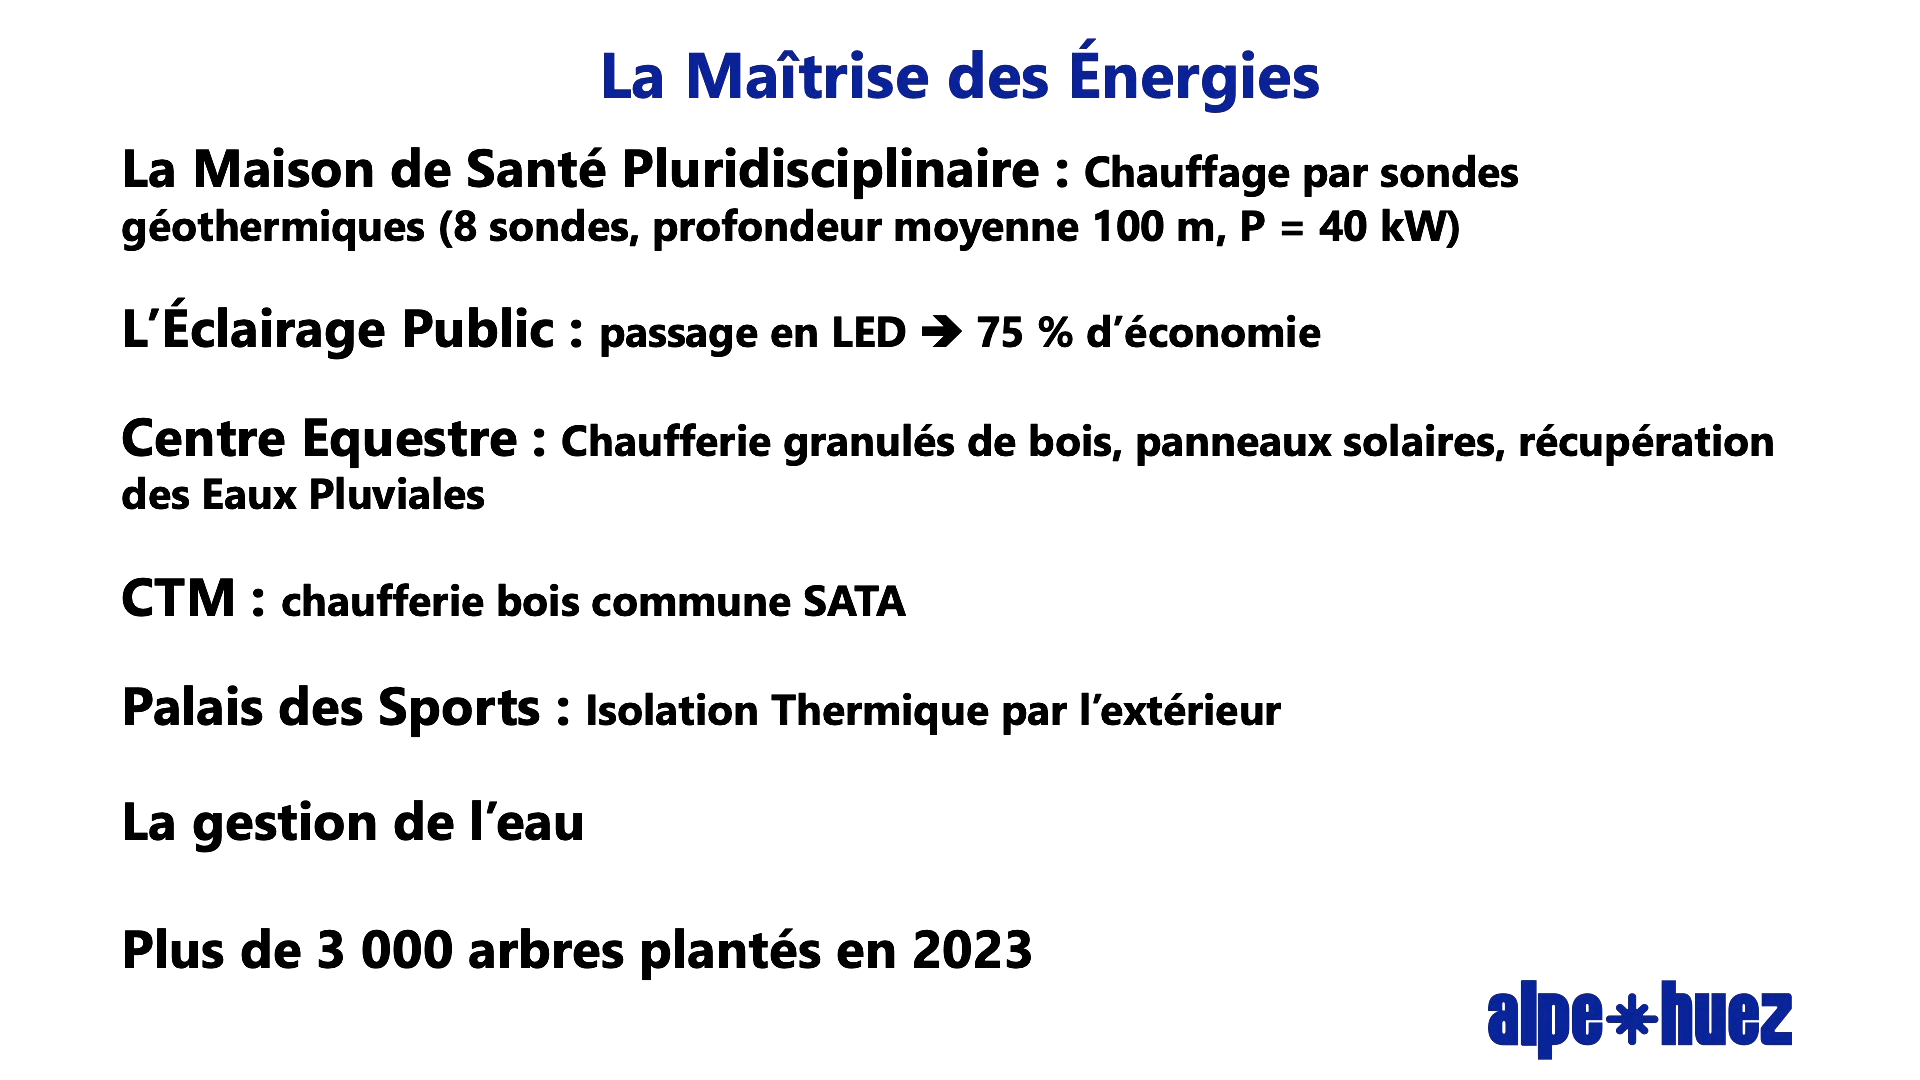 La Maîtrise des Énergies
La Maison de Santé Pluridisciplinaire : Chauffage par sondes
géothermiques (8 sondes, profondeur moyenne 100 m, P = 40 kW)
L’Éclairage Public : passage en LED 🡺 75 % d’économie
Centre Equestre : Chaufferie granulés de bois, panneaux solaires, récupération
des Eaux Pluviales
CTM : chaufferie bois commune SATA
Palais des Sports : Isolation Thermique par l’extérieur
La gestion de l’eau
Plus de 3 000 arbres plantés en 2023
alpe*huez